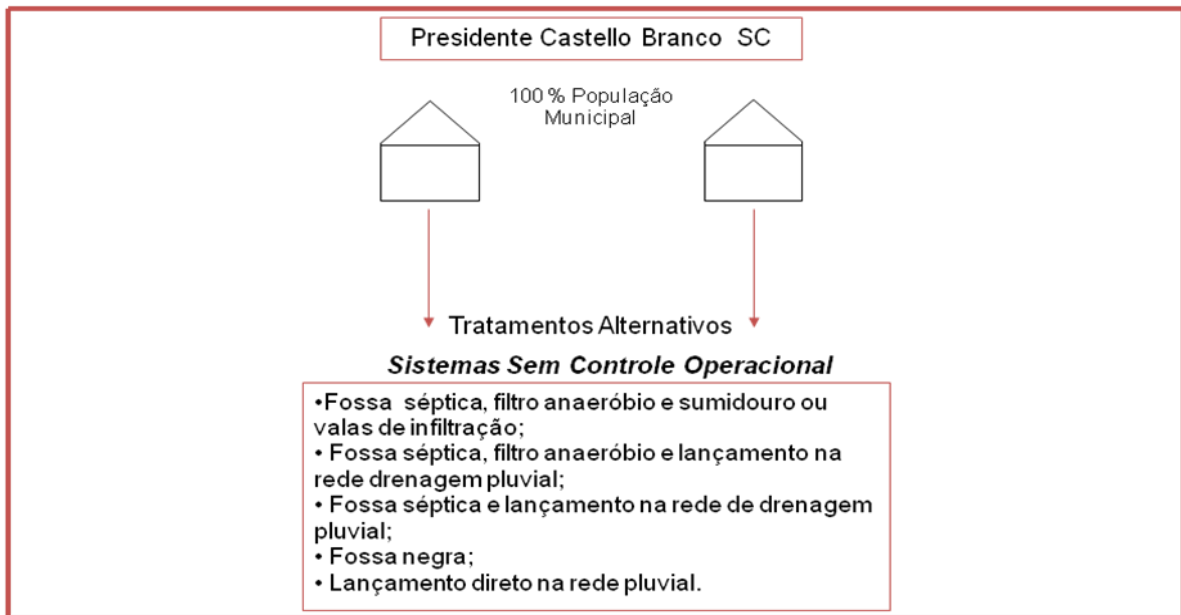 Presidente Castello Branco SC
100 % População
Municipal
Tratamentos Alternativos
Sistemas Sem Controle Operacional
•Fossa séptica, filtro anaeróbio e sumidouro ou
valas de infiltração;
• Fossa séptica, filtro anaeróbio e lançamento na
rede drenagem pluvial;
• Fossa séptica e lançamento na rede de drenagem
pluvial;
• Fossa negra;
• Lançamento direto na rede pluvial.